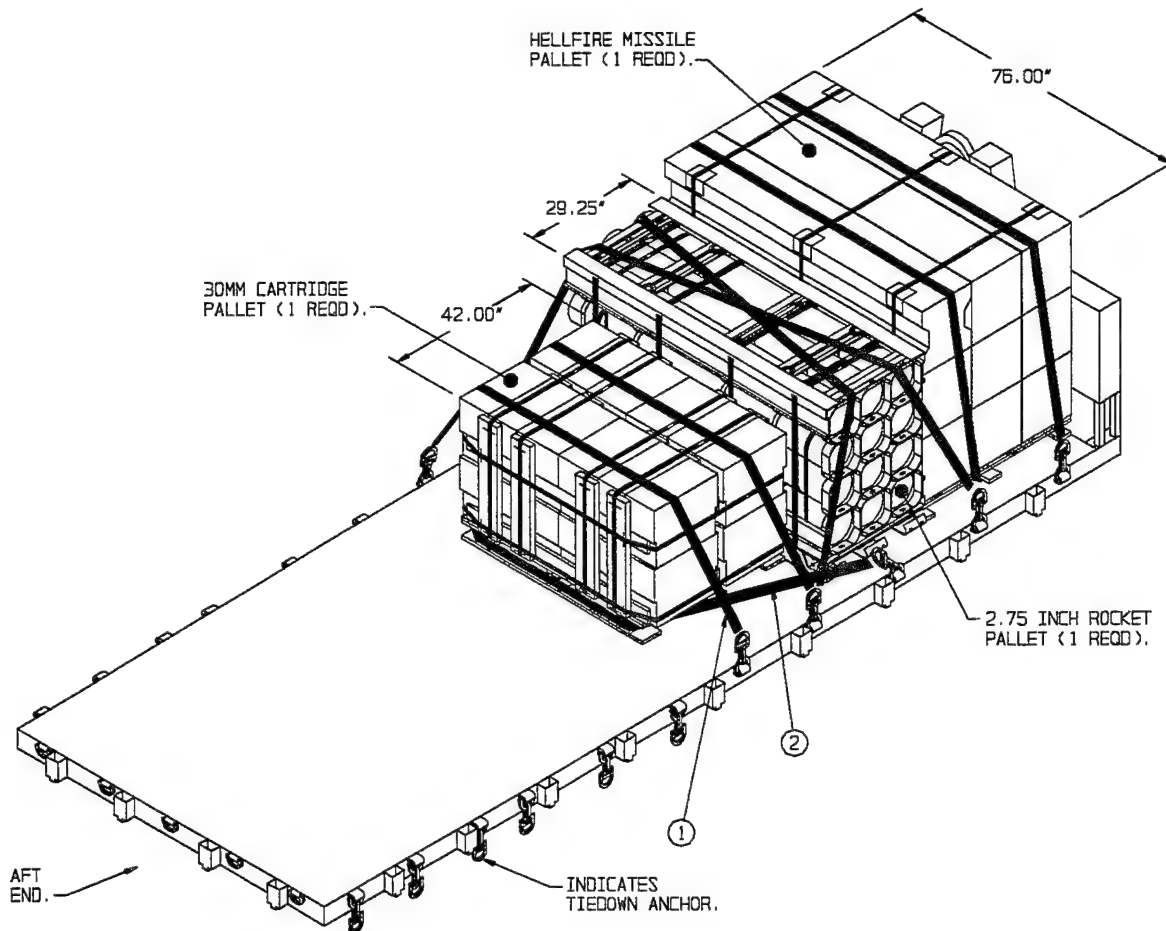 HELLFIRE MISSILE
PALLET (1 REQD).
76.00"
29.25"
30MM CARTRIDGE
PALLET (1 REQD).
42.00"
2.75 INCH ROCKET
PALLET (1 REQD).
2
1
AFT
END.
INDICATES
TIEDOWN ANCHOR.